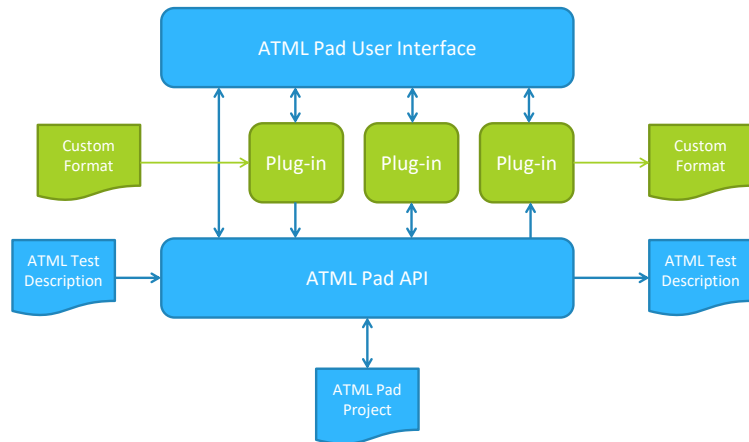 ATML Pad User Interface
Custom
Format
Plug-in
Plug-in
Plug-in
Custom
Format
ATML Test
Description
ATML Pad API
ATML Test
Description
ATML Pad
Project